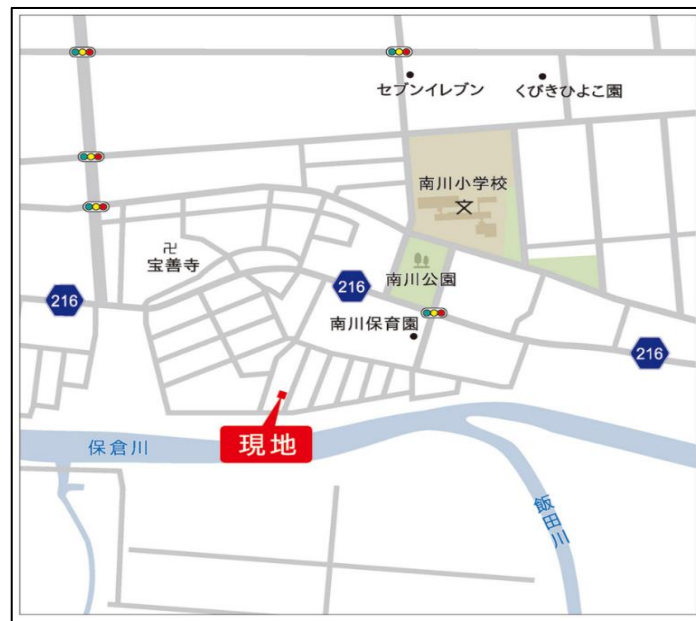 セブンイレブン
くびきひよこ園
南川小学校
文
卍
宝善寺
南川公園
216
216
南川保育園
216
現地
保倉川
飯田川